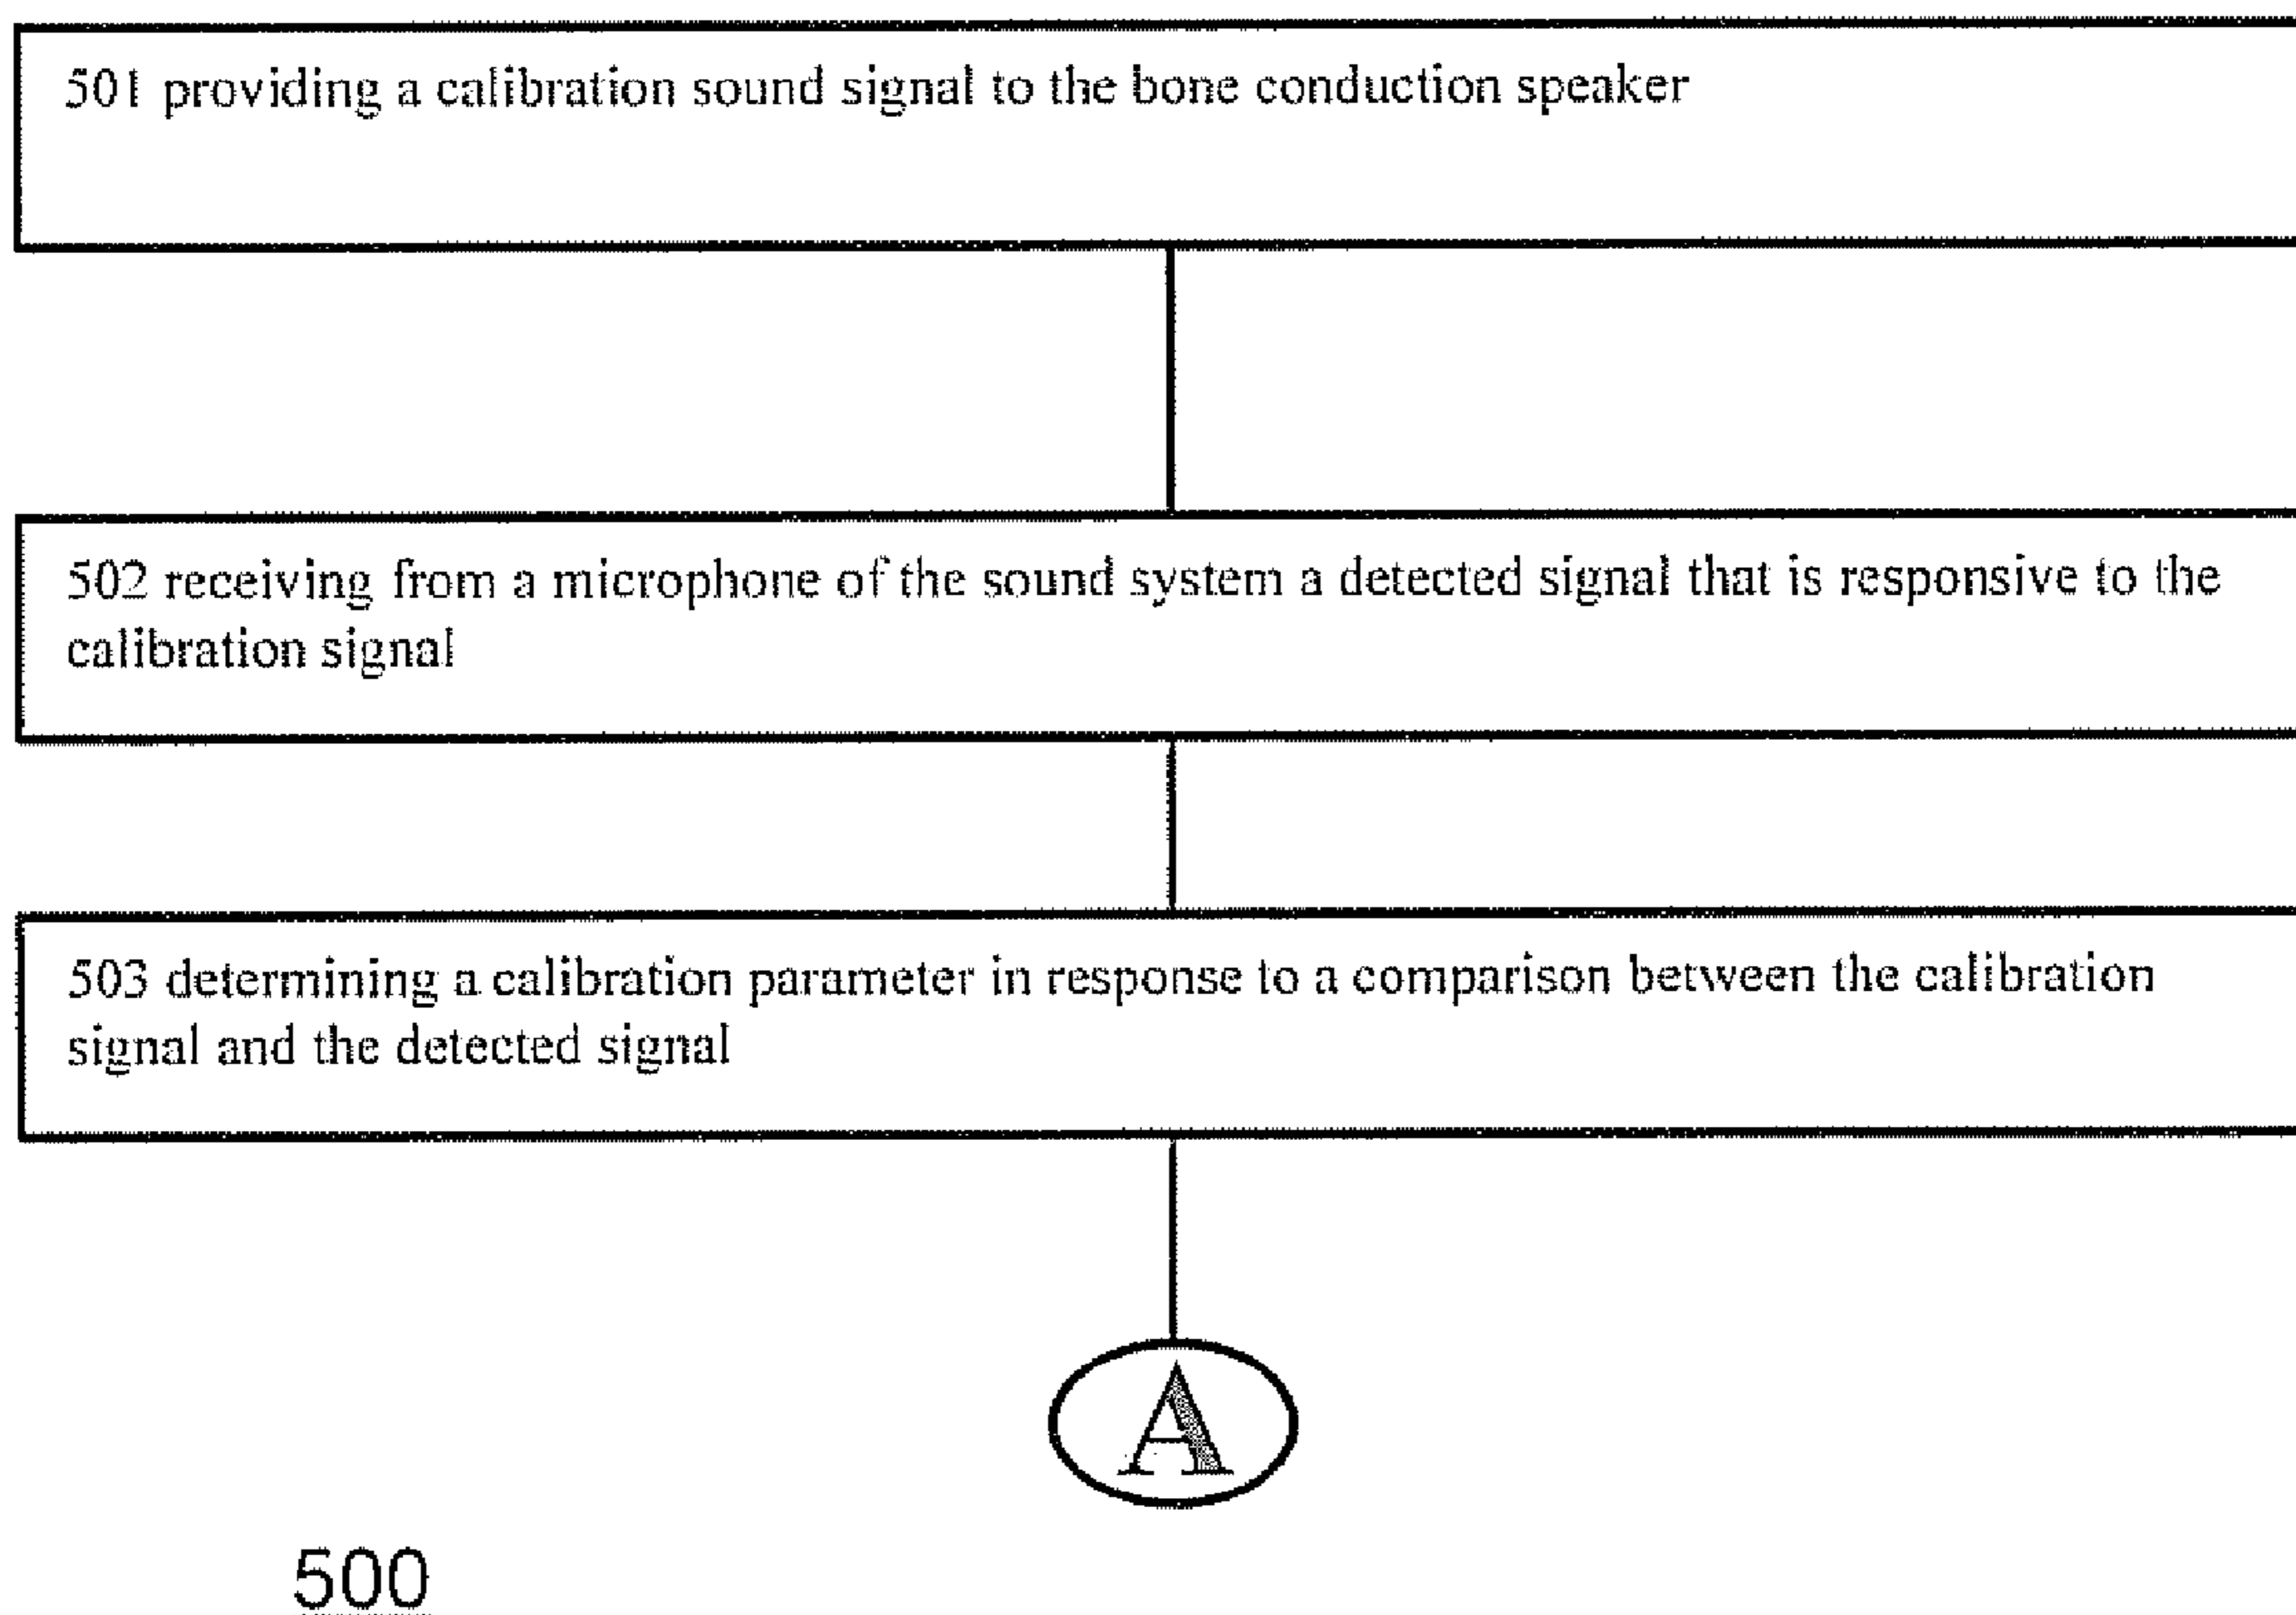 501 providing a calibration sound signal to the bone conduction speaker
502 receiving from a microphone of the sound system a detected signal that is responsive to the
calibration signal
503 determining a calibration parameter in response to a comparison between the calibration
signal and the detected signal
A
500